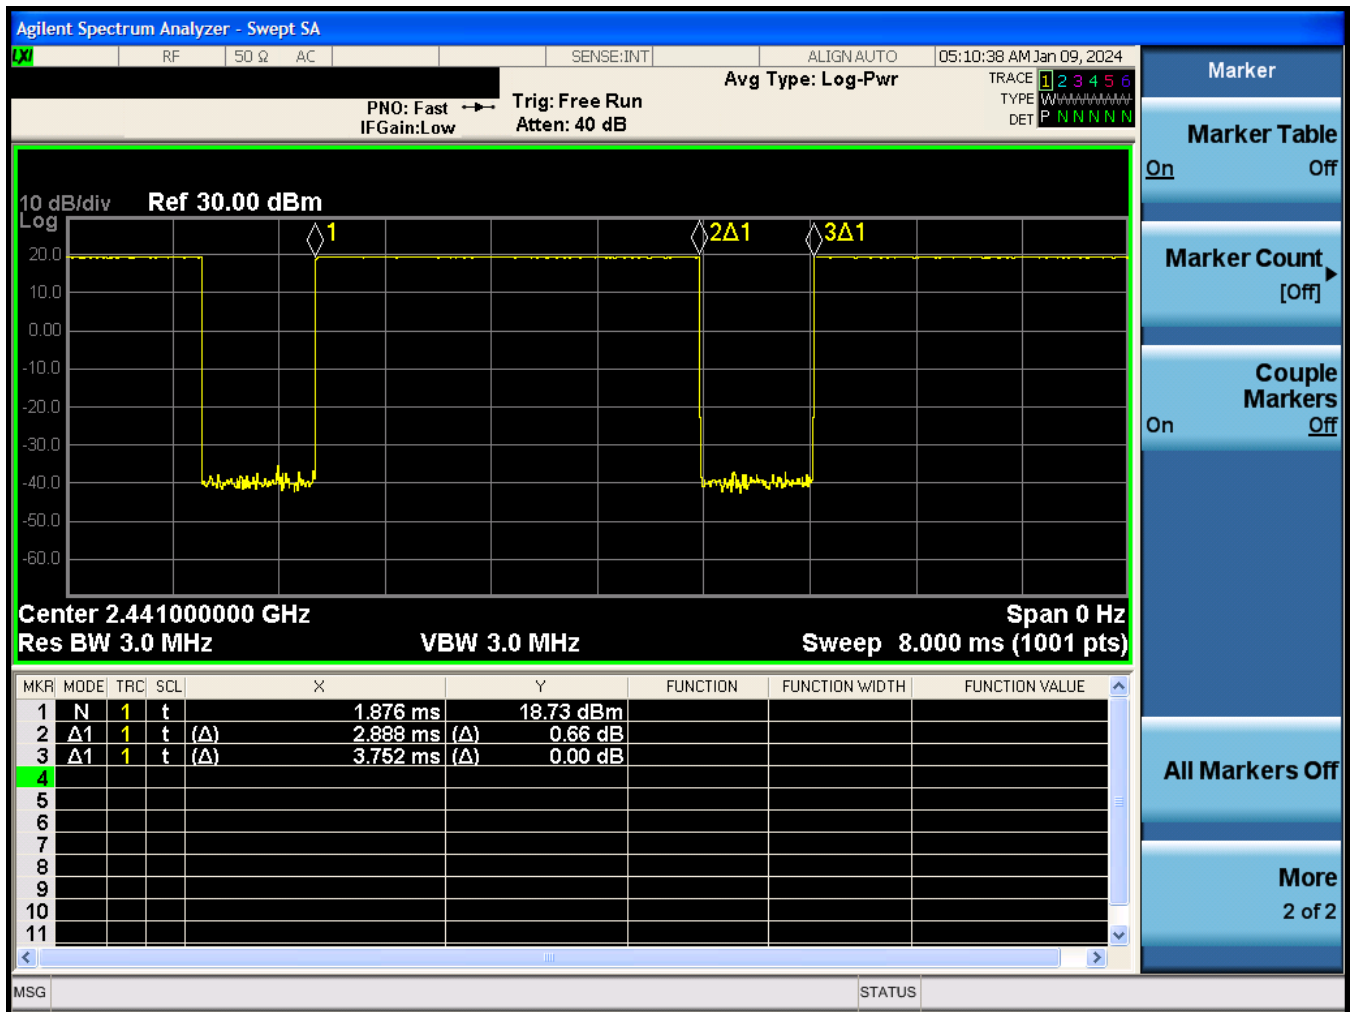 Agilent Spectrum Analyzer - Swept SA
LXI RF 50 Ω AC SENSE:INT ALIGN AUTO 05:10:38 AM Jan 09, 2024
Avg Type: Log-Pwr
TRACE 1 2 3 4 5 6
TYPE W
DET P N N N N N
PNO: Fast
IFGain:Low
Trig: Free Run
Atten: 40 dB
10 dB/div Ref 30.00 dBm
Log
1 2Δ1 3Δ1
20.0
10.0
0.00
-10.0
-20.0
-30.0
-40.0
-50.0
-60.0
Center 2.441000000 GHz Span 0 Hz
Res BW 3.0 MHz VBW 3.0 MHz Sweep 8.000 ms (1001 pts)
MKR MODE TRC SCL X Y FUNCTION FUNCTION WIDTH FUNCTION VALUE
1 N 1 t 1.876 ms 18.73 dBm
2 Δ1 1 t (Δ) 2.888 ms (Δ) 0.66 dB
3 Δ1 1 t (Δ) 3.752 ms (Δ) 0.00 dB
4
5
6
7
8
9
10
11
MSG STATUS
Marker
Marker Table
On Off
Marker Count
[Off]
Couple
Markers
On Off
All Markers Off
More
2 of 2